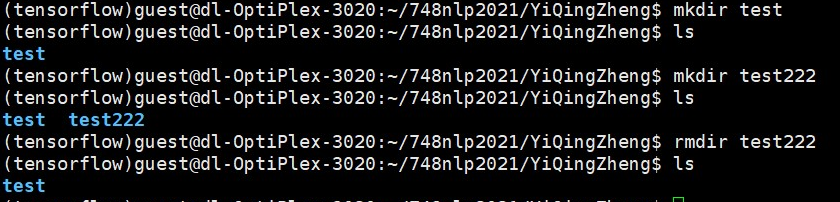 (tensorflow)guest@dl-OptiPlex-3020:~/748nlp2021/YiQingZheng$ mkdir test
(tensorflow)guest@dl-OptiPlex-3020:~/748nlp2021/YiQingZheng$ ls
test
(tensorflow)guest@dl-OptiPlex-3020:~/748nlp2021/YiQingZheng$ mkdir test222
(tensorflow)guest@dl-OptiPlex-3020:~/748nlp2021/YiQingZheng$ ls
test  test222
(tensorflow)guest@dl-OptiPlex-3020:~/748nlp2021/YiQingZheng$ rmdir test222
(tensorflow)guest@dl-OptiPlex-3020:~/748nlp2021/YiQingZheng$ ls
test